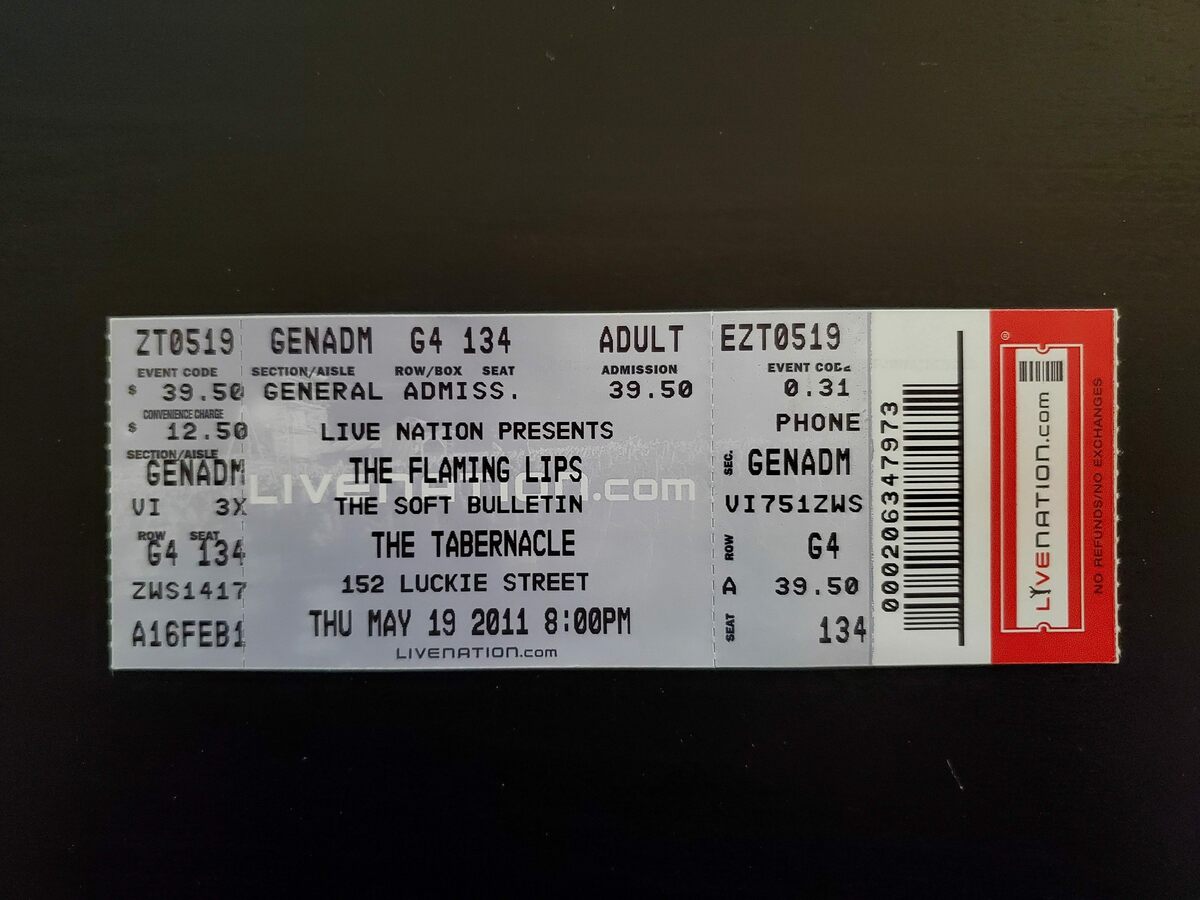 ZT0519 GENADM G4 134 ADULT EZT0519
EVENT CODE SECTION/AISLE ROW/BOX SEAT ADMISSION EVENT CODE
$ 39.50 GENERAL ADMISS. 39.50 0.31
CONVENIENCE CHARGE
$ 12.50 LIVE NATION PRESENTS PHONE
SECTION/AISLE
GENADM THE FLAMING LIPS SEC. GENADM
LIVENATION.com
VI 3X THE SOFT BULLETIN VI751ZWS
ROW SEAT
G4 134 THE TABERNACLE ROW G4
ZWS1417 152 LUCKIE STREET A 39.50
A16FEB1 THU MAY 19 2011 8:00PM SEAT 134
LIVENATION.com
000206347973
® LIVENATION.com
NO REFUNDS/NO EXCHANGES